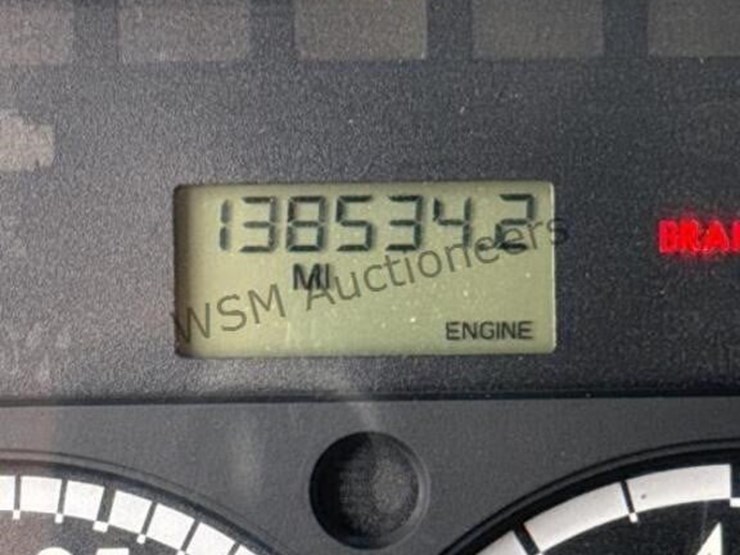 138534.2
MI
WSM Auctioneers
ENGINE